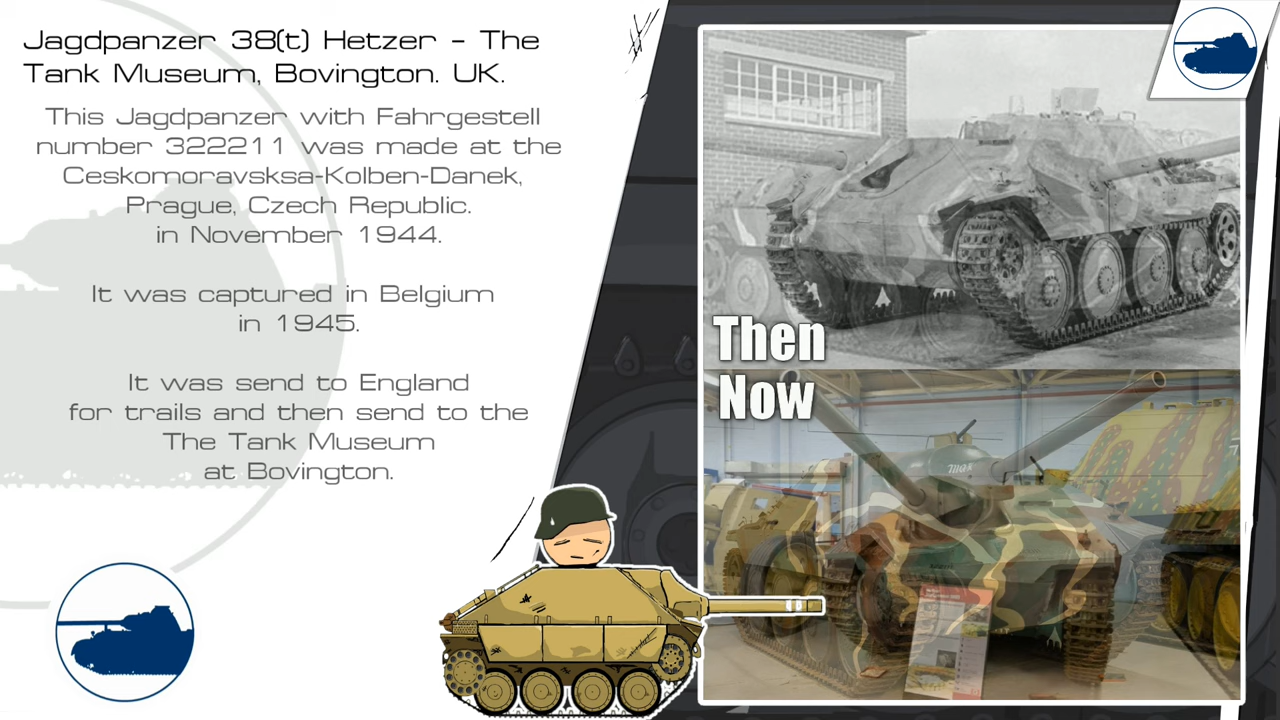 Jagdpanzer 38(t) Hetzer - The
Tank Museum, Bovington. UK.
This Jagdpanzer with Fahrgestell
number 322211 was made at the
Ceskomoravsksa-Kolben-Danek,
Prague, Czech Republic.
in November 1944.
It was captured in Belgium
in 1945.
It was send to England
for trails and then send to the
The Tank Museum
at Bovington.
Then
Now